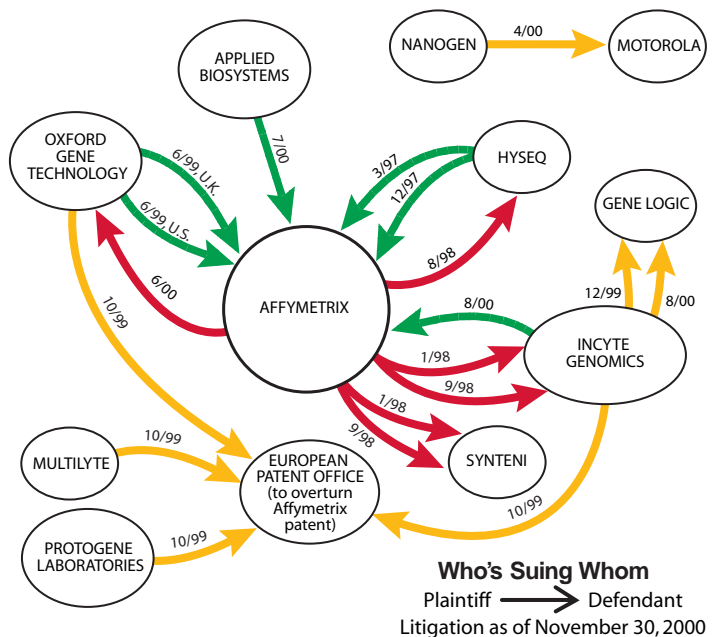 NANOGEN
4/00
MOTOROLA
APPLIED
BIOSYSTEMS
7/00
OXFORD
GENE
TECHNOLOGY
6/99, U.K.
6/99, U.S.
3/97
12/97
HYSEQ
GENE LOGIC
6/00
AFFYMETRIX
8/98
12/99
8/00
8/00
INCYTE
GENOMICS
10/99
1/98
9/98
1/98
9/98
SYNTENI
MULTILYTE
10/99
EUROPEAN
PATENT OFFICE
(to overturn
Affymetrix
patent)
10/99
PROTOGENE
LABORATORIES
10/99
Who's Suing Whom
Plaintiff Defendant
Litigation as of November 30, 2000